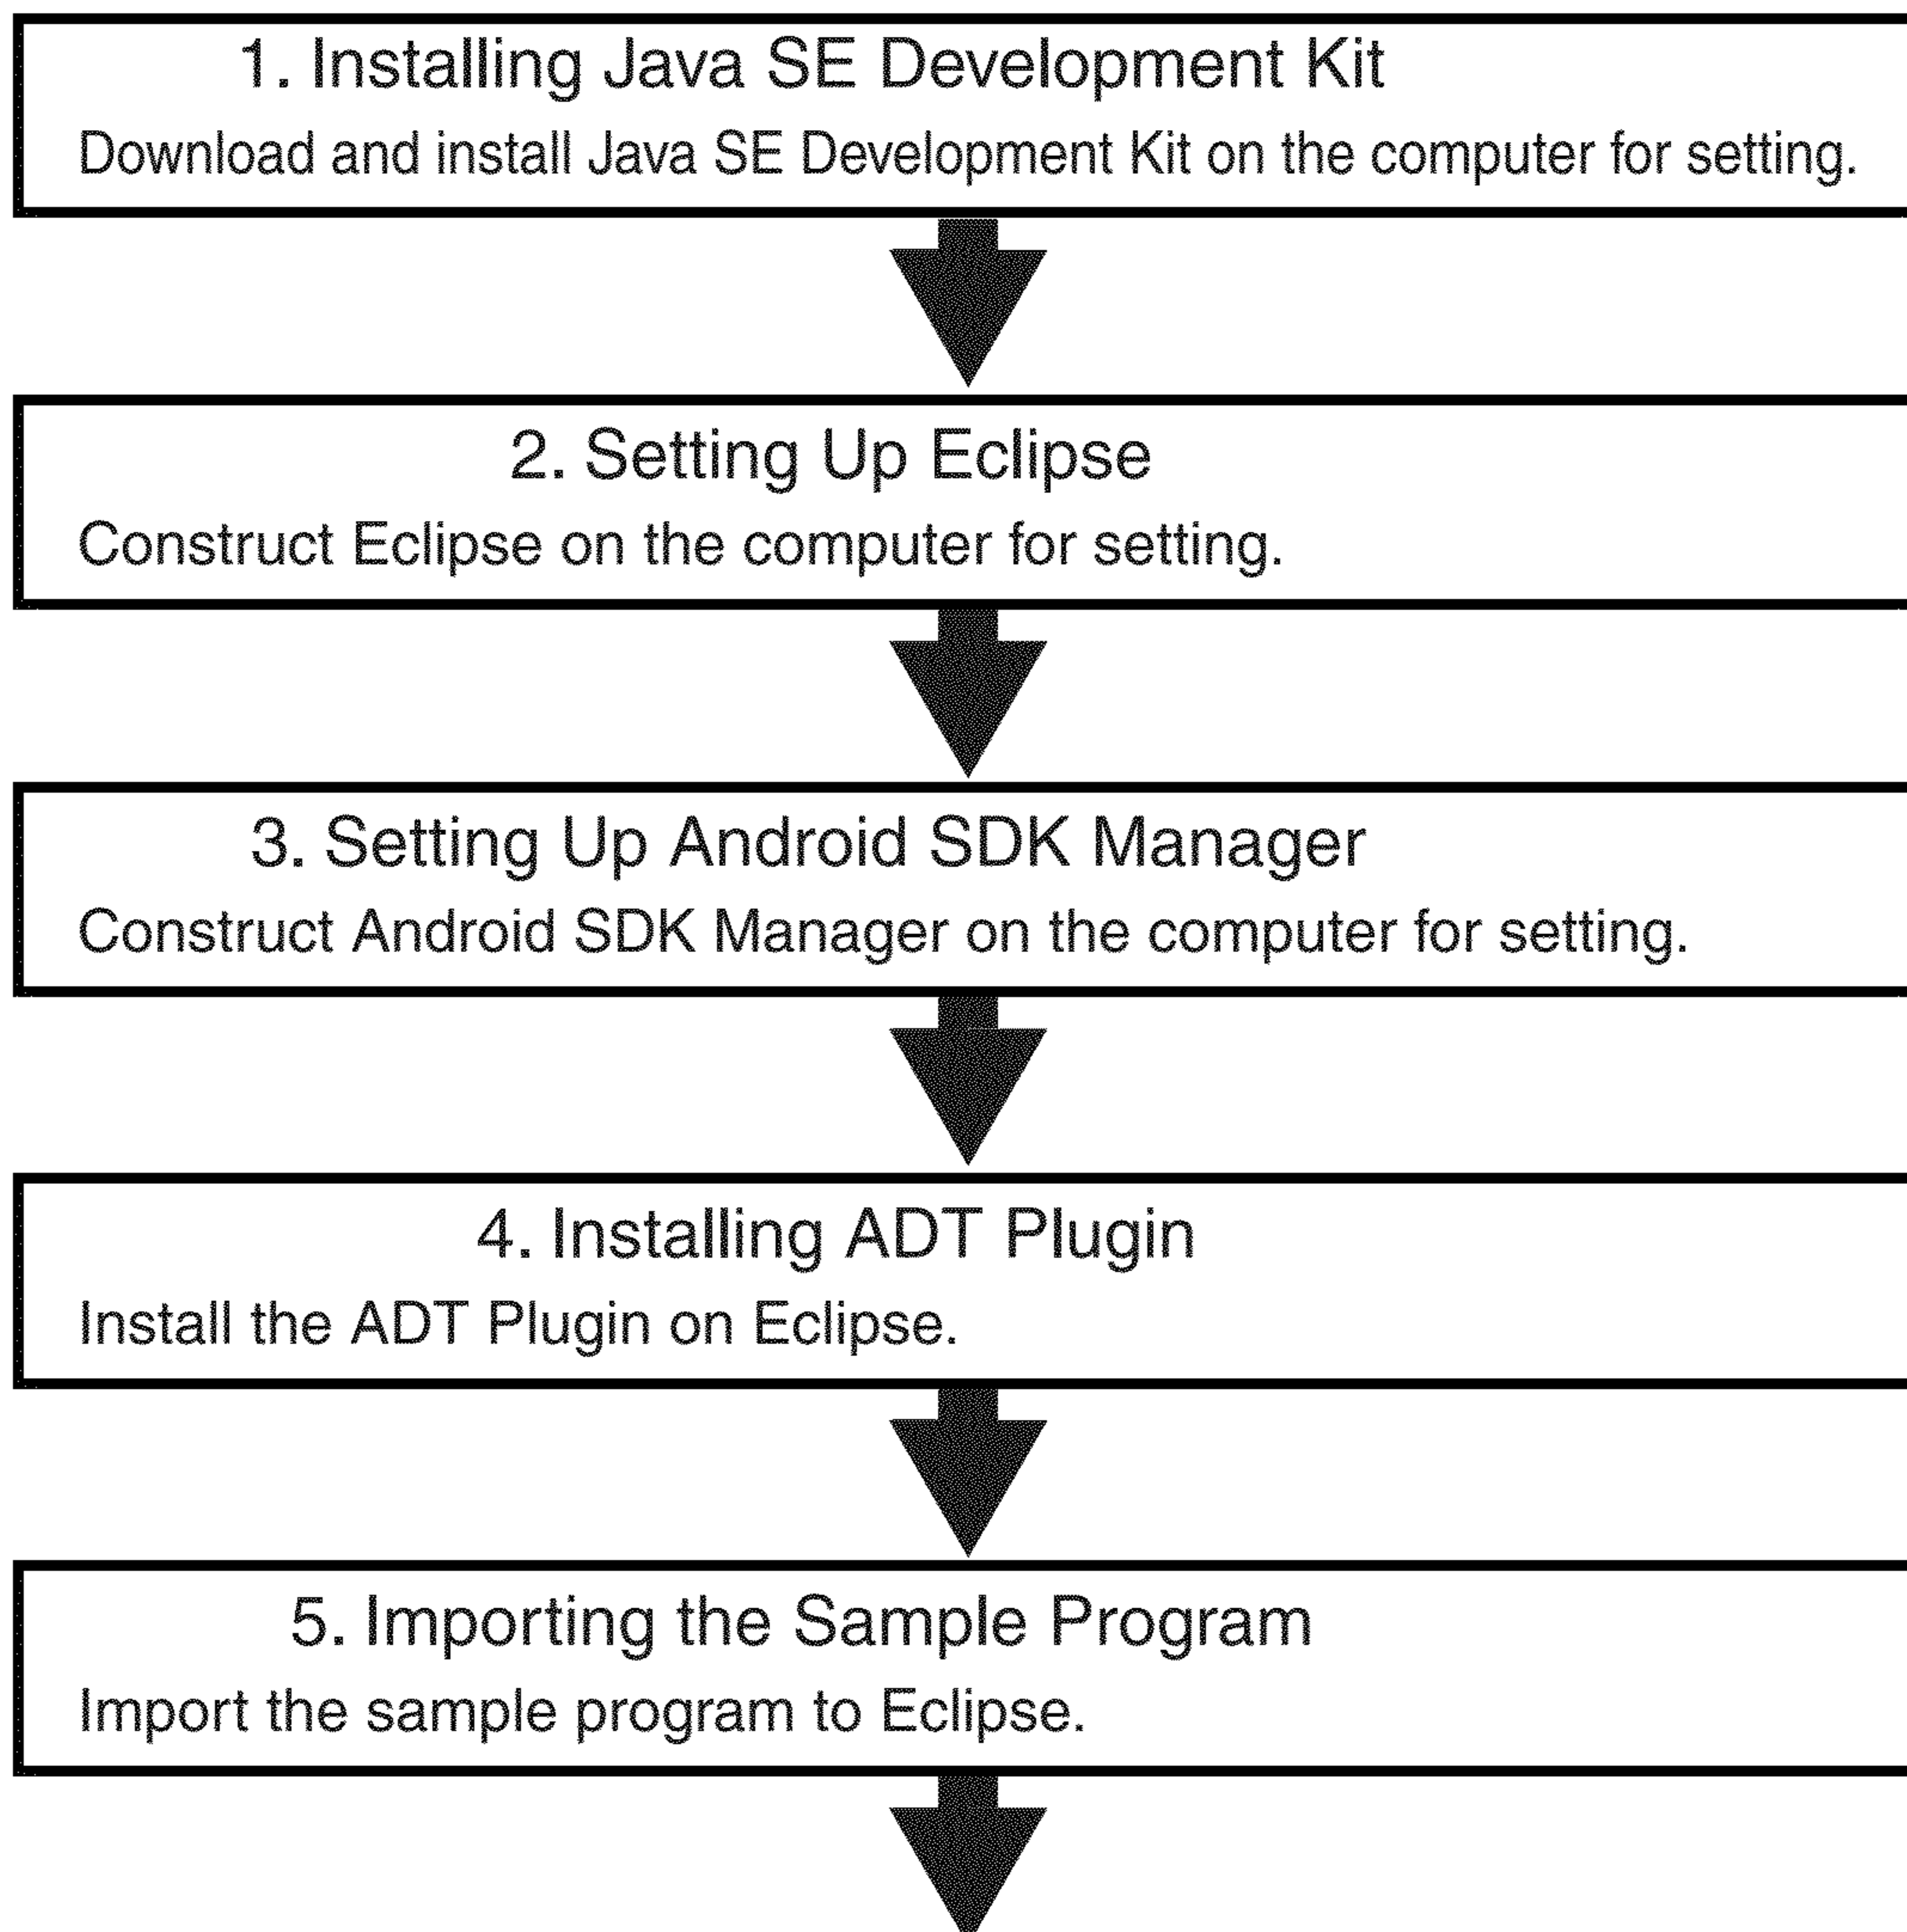 1. Installing Java SE Development Kit
Download and install Java SE Development Kit on the computer for setting.
2. Setting Up Eclipse
Construct Eclipse on the computer for setting.
3. Setting Up Android SDK Manager
Construct Android SDK Manager on the computer for setting.
4. Installing ADT Plugin
Install the ADT Plugin on Eclipse.
5. Importing the Sample Program
Import the sample program to Eclipse.